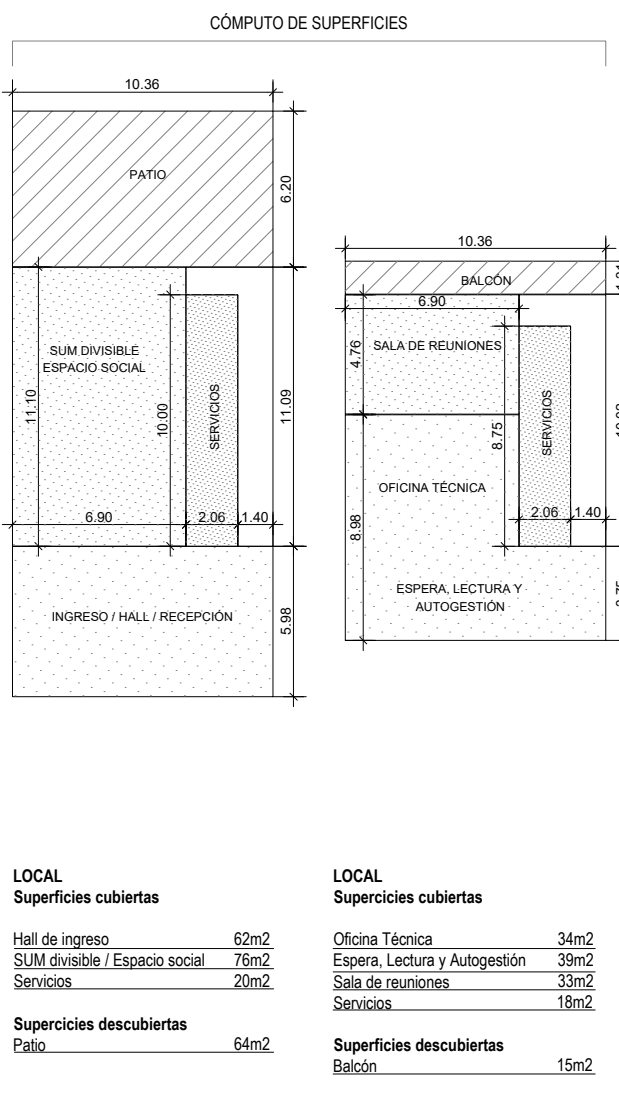 CÓMPUTO DE SUPERFICIES
10.36
PATIO
6.20
SUM DIVISIBLE
ESPACIO SOCIAL
SERVICIOS
11.10
10.00
11.09
6.90
2.06
1.40
INGRESO / HALL / RECEPCIÓN
5.98
10.36
BALCÓN
6.90
SALA DE REUNIONES
4.76
SERVICIOS
8.75
OFICINA TÉCNICA
2.06
1.40
8.98
ESPERA, LECTURA Y
AUTOGESTIÓN
LOCAL
Superficies cubiertas
Hall de ingreso 62m2
SUM divisible / Espacio social 76m2
Servicios 20m2
Supercicies descubiertas
Patio 64m2
LOCAL
Supercicies cubiertas
Oficina Técnica 34m2
Espera, Lectura y Autogestión 39m2
Sala de reuniones 33m2
Servicios 18m2
Superficies descubiertas
Balcón 15m2